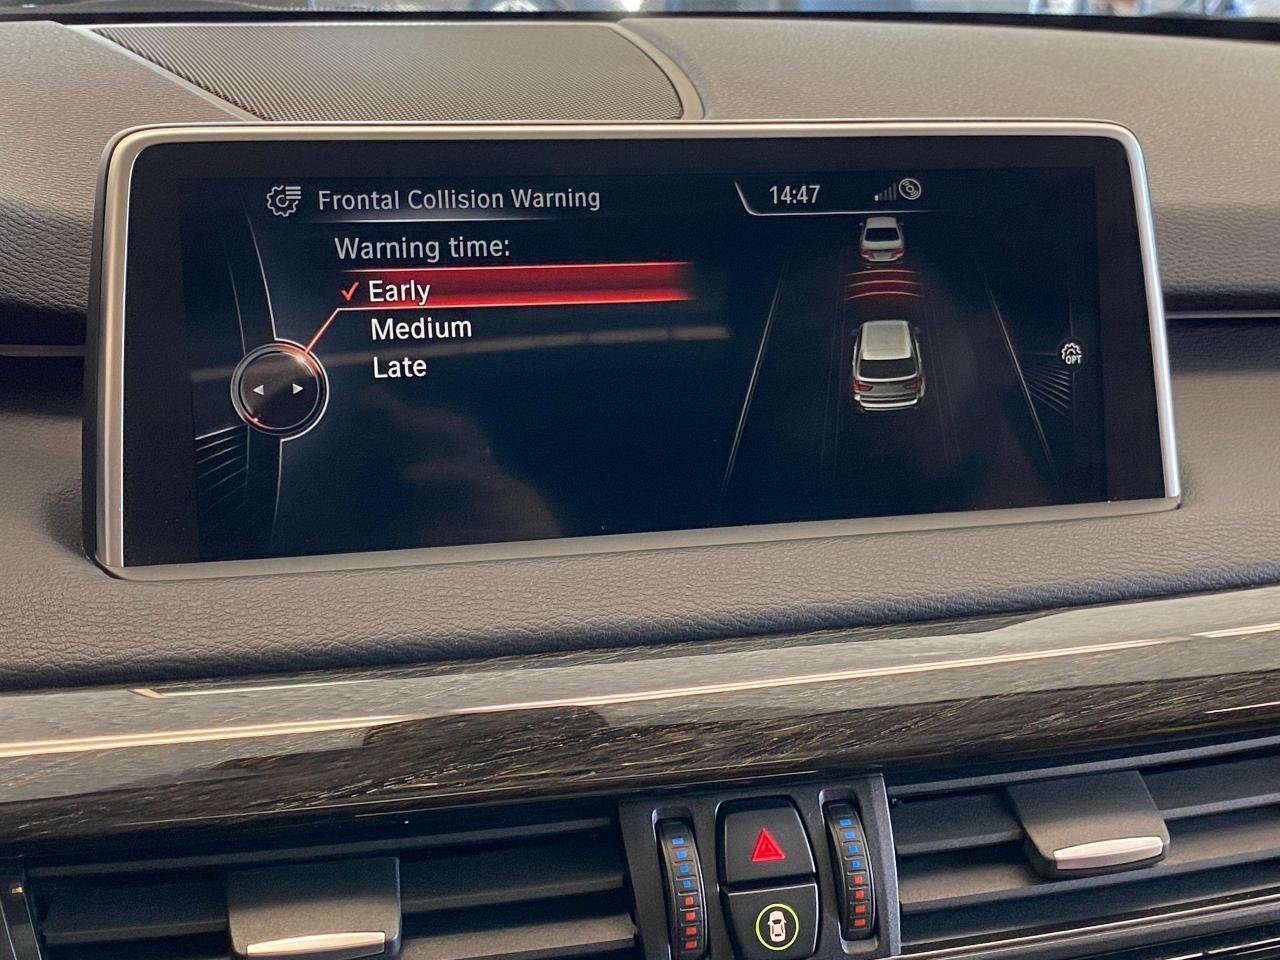 Frontal Collision Warning
14:47
Warning time:
Early
Medium
Late
OPT